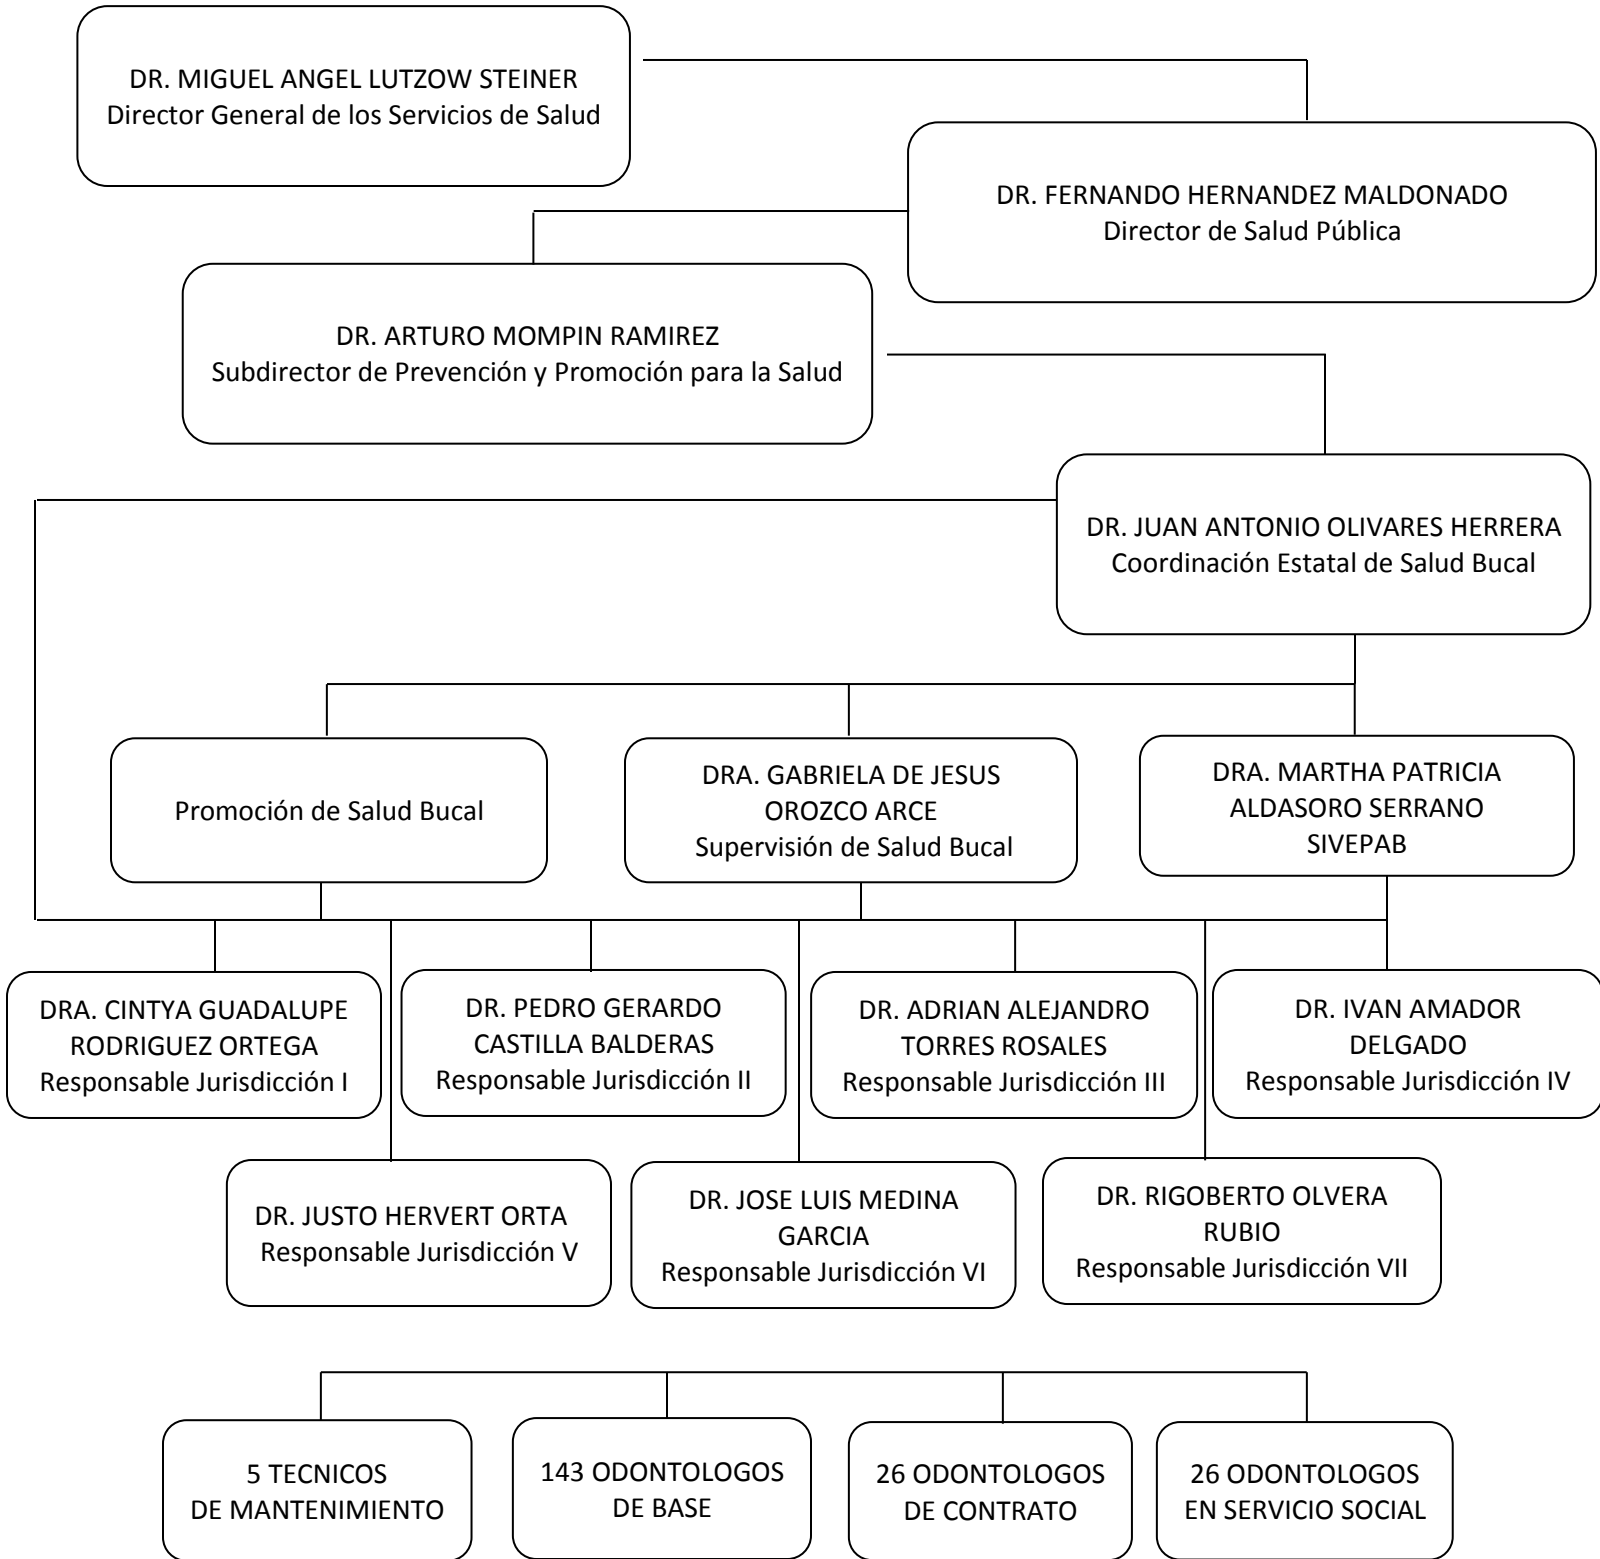 DR. MIGUEL ANGEL LUTZOW STEINER
Director General de los Servicios de Salud
DR. FERNANDO HERNANDEZ MALDONADO
Director de Salud Pública
DR. ARTURO MOMPIN RAMIREZ
Subdirector de Prevención y Promoción para la Salud
DR. JUAN ANTONIO OLIVARES HERRERA
Coordinación Estatal de Salud Bucal
Promoción de Salud Bucal
DRA. GABRIELA DE JESUS
OROZCO ARCE
Supervisión de Salud Bucal
DRA. MARTHA PATRICIA
ALDASORO SERRANO
SIVEPAB
DRA. CINTYA GUADALUPE
RODRIGUEZ ORTEGA
Responsable Jurisdicción I
DR. PEDRO GERARDO
CASTILLA BALDERAS
Responsable Jurisdicción II
DR. ADRIAN ALEJANDRO
TORRES ROSALES
Responsable Jurisdicción III
DR. IVAN AMADOR
DELGADO
Responsable Jurisdicción IV
DR. JUSTO HERVERT ORTA
Responsable Jurisdicción V
DR. JOSE LUIS MEDINA
GARCIA
Responsable Jurisdicción VI
DR. RIGOBERTO OLVERA
RUBIO
Responsable Jurisdicción VII
5 TECNICOS
DE MANTENIMIENTO
143 ODONTOLOGOS
DE BASE
26 ODONTOLOGOS
DE CONTRATO
26 ODONTOLOGOS
EN SERVICIO SOCIAL